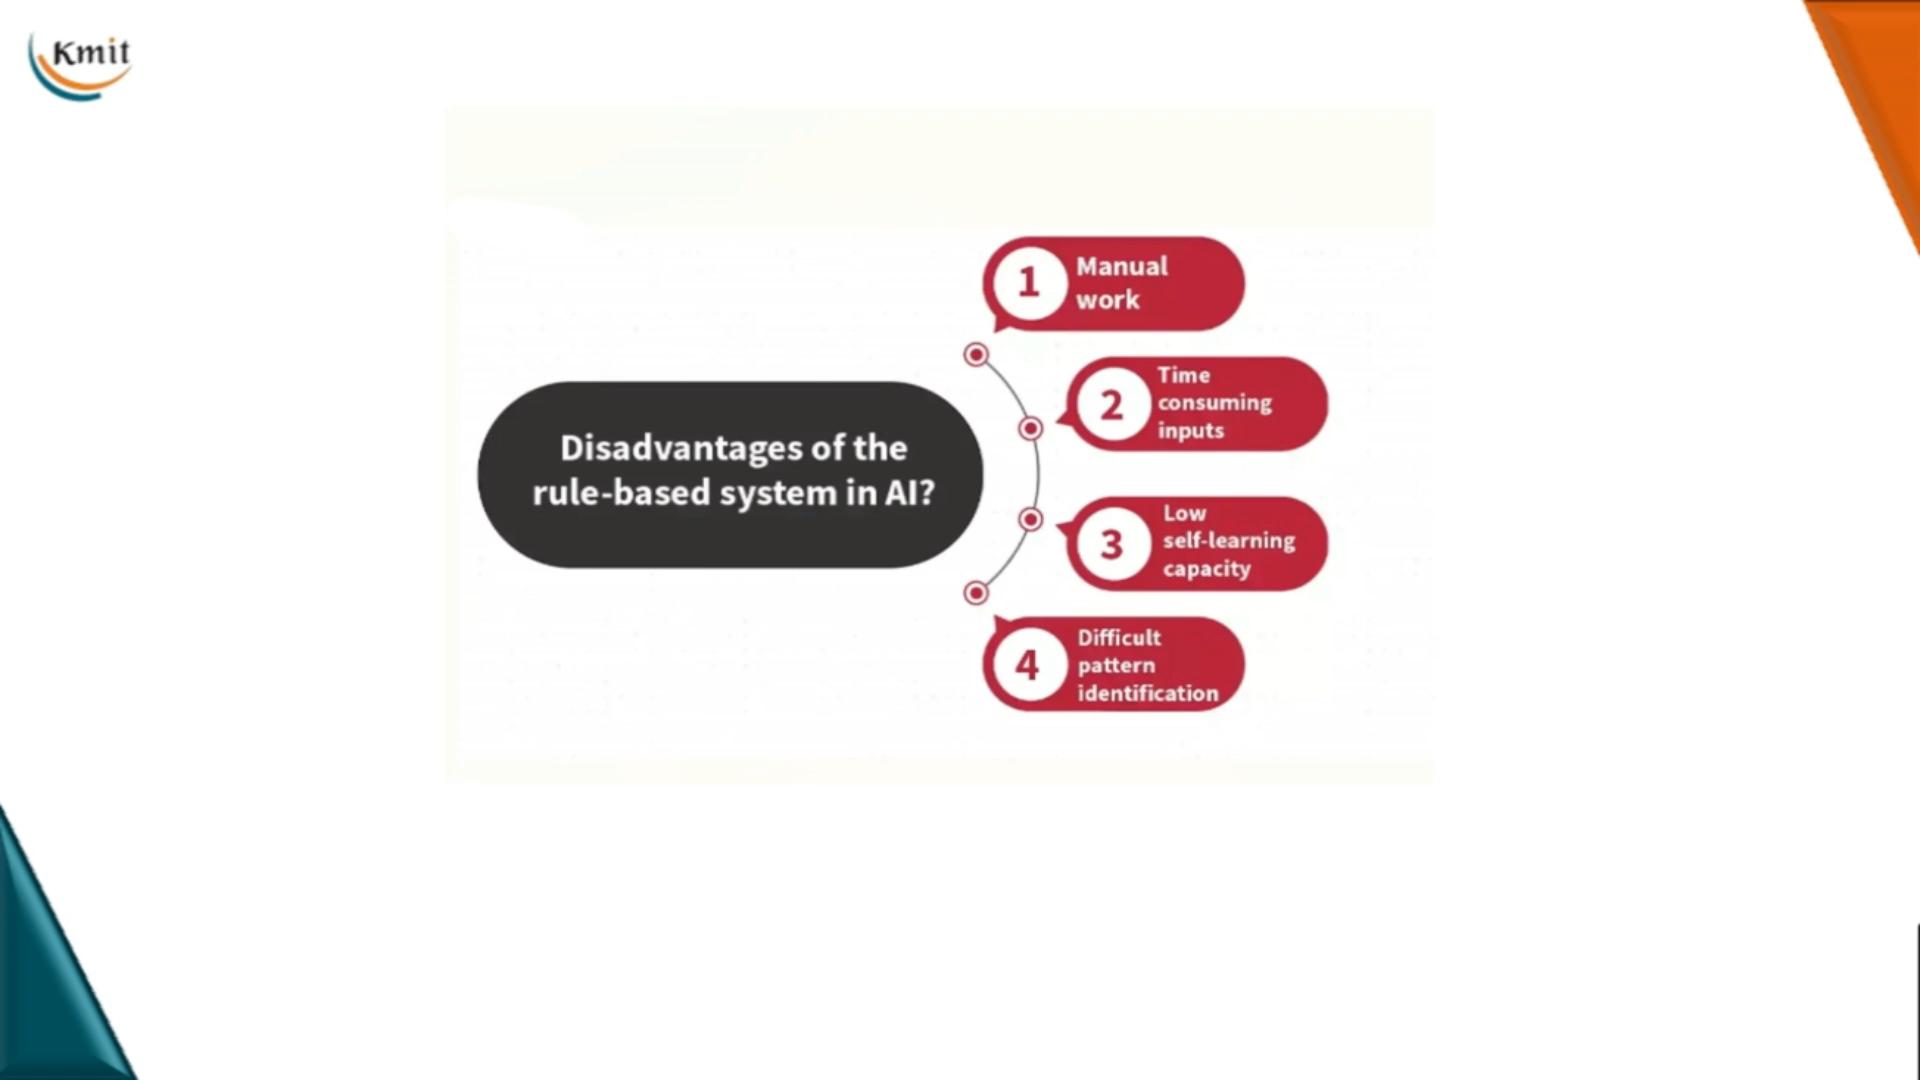 Kmit
Disadvantages of the
rule-based system in AI?
1
Manual
work
2
Time
consuming
inputs
3
Low
self-learning
capacity
4
Difficult
pattern
identification